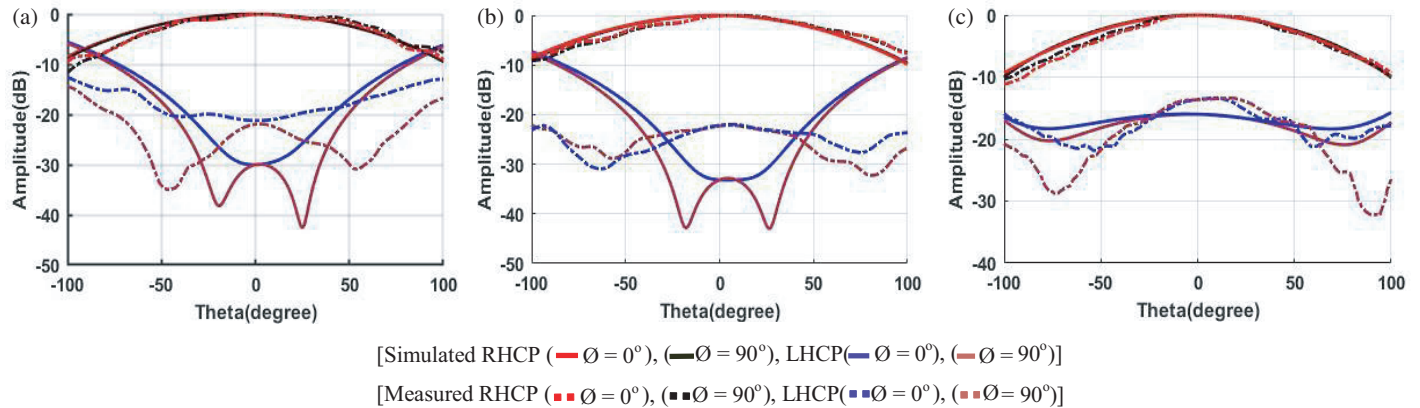 (a)
0
-10
-20
-30
-40
-50
Amplitude(dB)
-100
-50
0
50
100
Theta(degree)
(b)
0
-10
-20
-30
-40
-50
Amplitude(dB)
-100
-50
0
50
100
Theta(degree)
(c)
0
-10
-20
-30
-40
Amplitude(dB)
-100
-50
0
50
100
Theta(degree)
[Simulated RHCP ( Ø = 0°), ( Ø = 90°), LHCP( Ø = 0°), ( Ø = 90°)]
[Measured RHCP ( Ø = 0°), ( Ø = 90°), LHCP( Ø = 0°), ( Ø = 90°)]